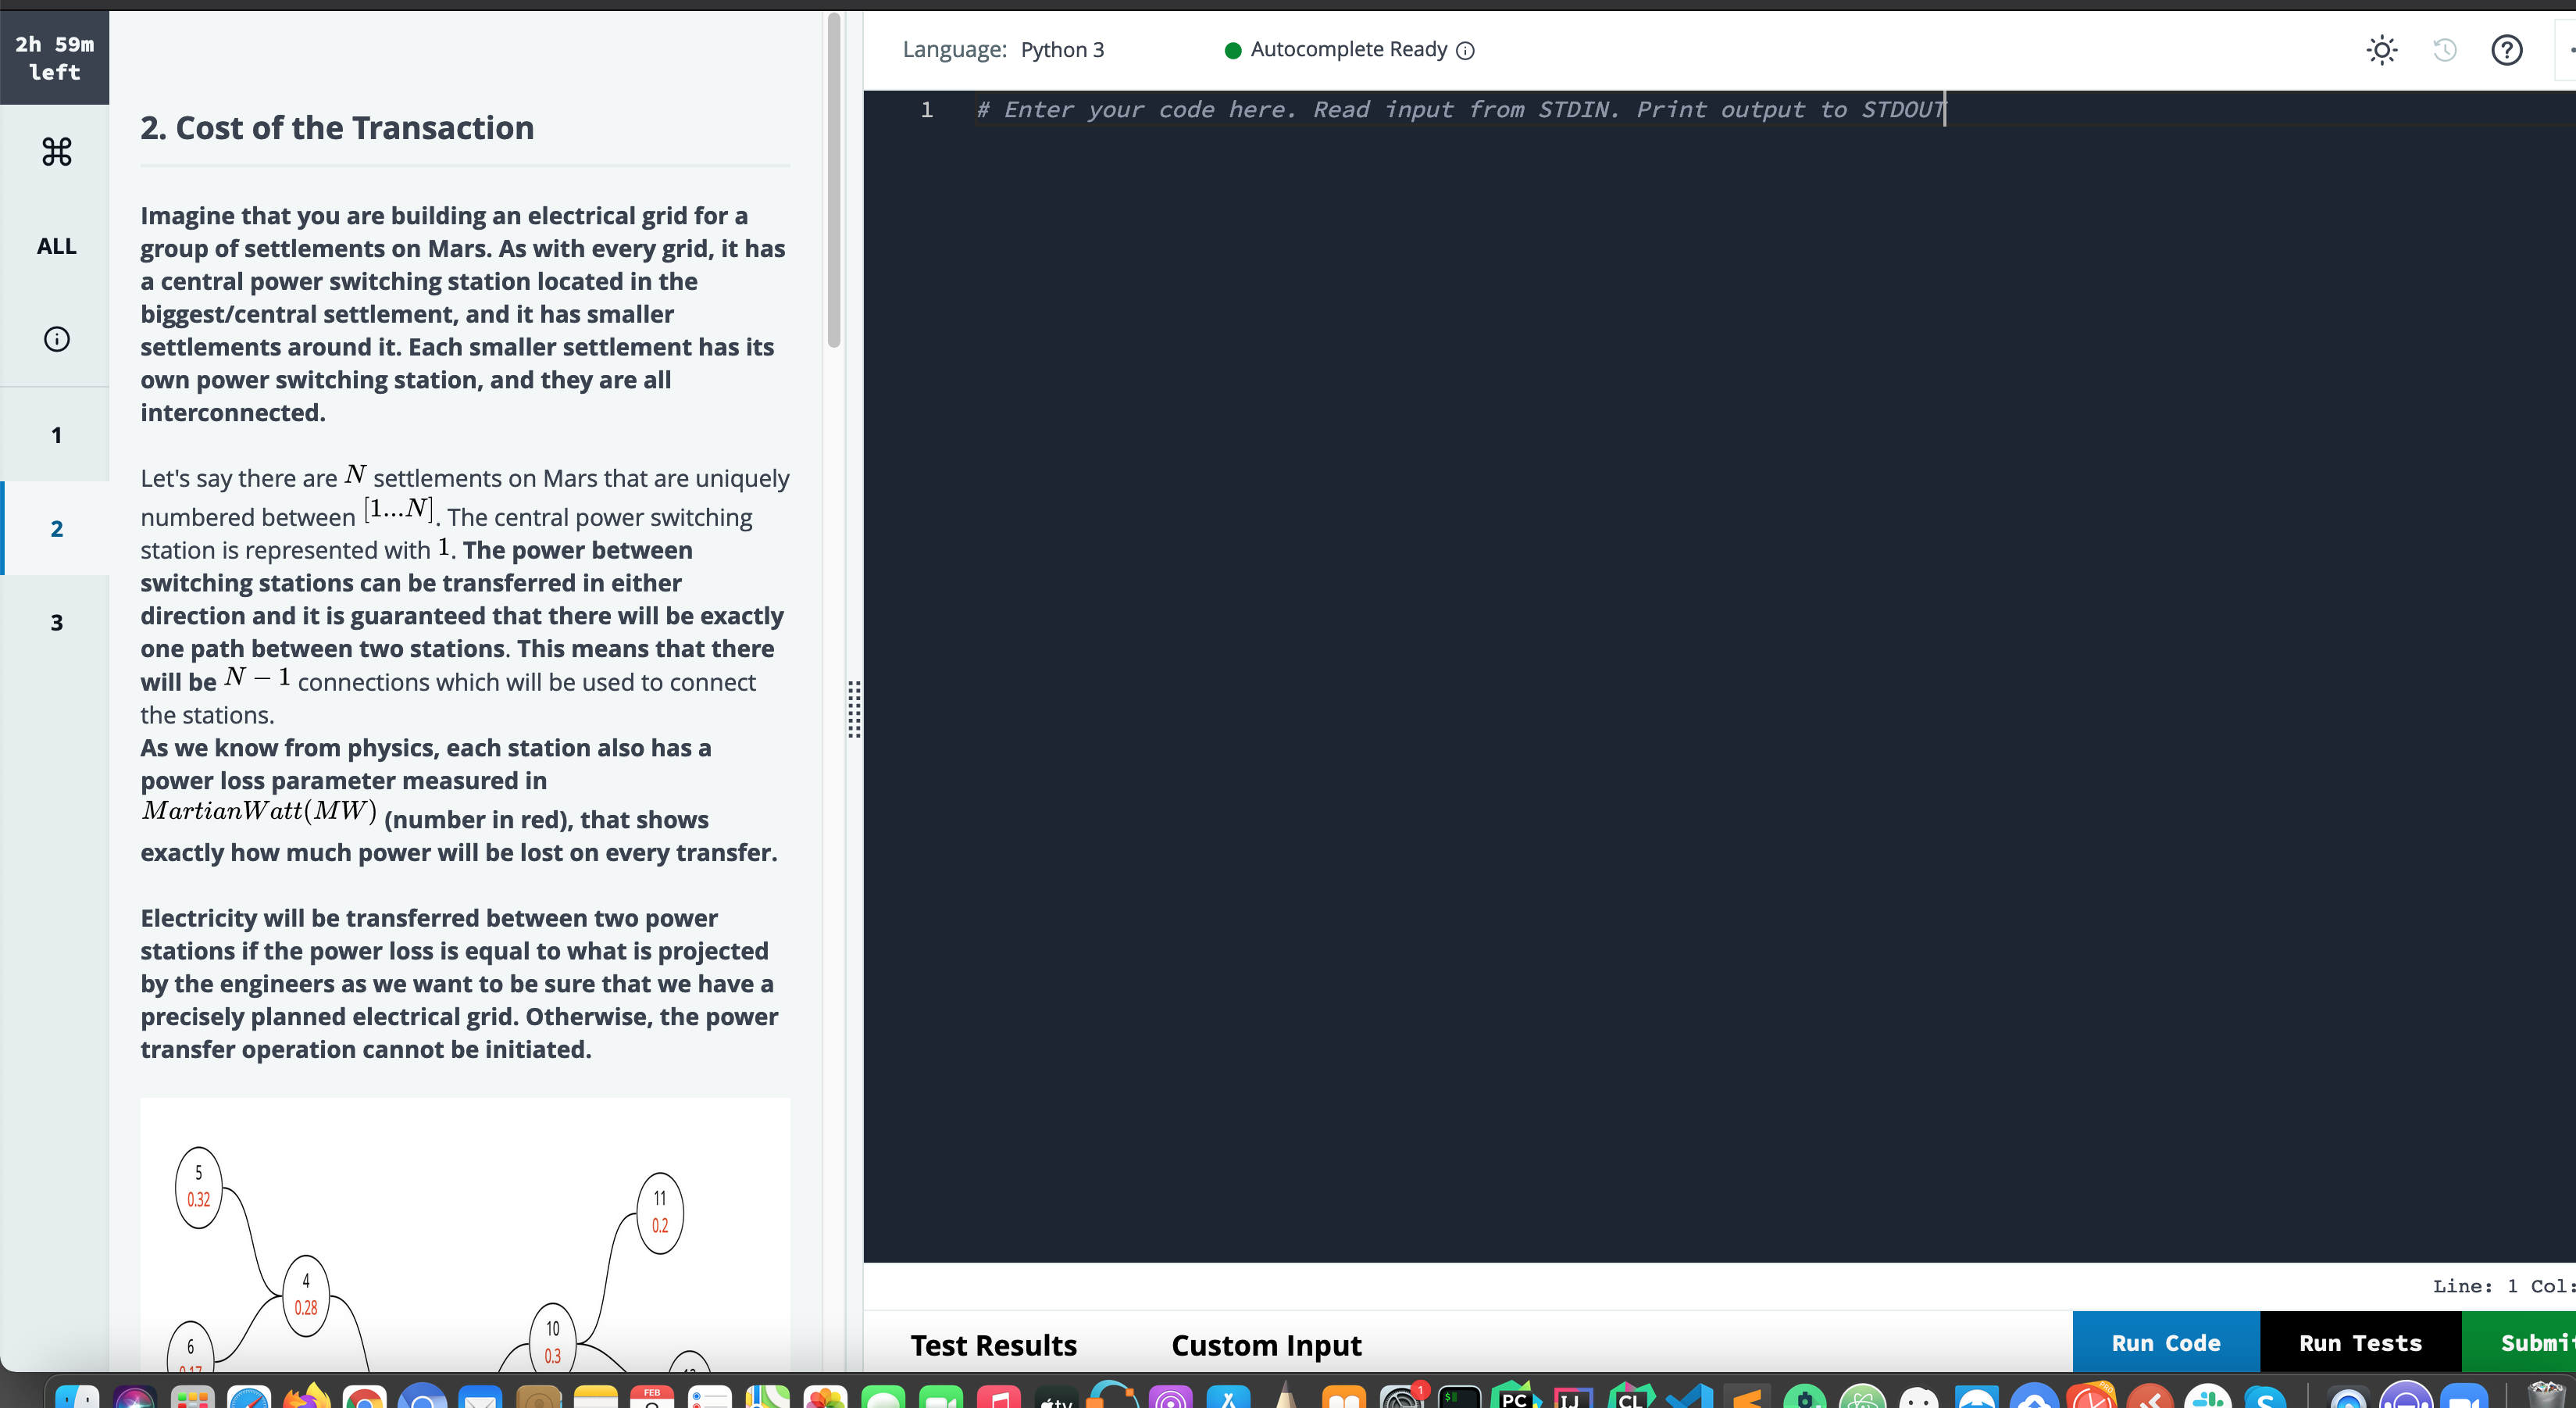 2h 59m
left
ALL
1
2
3
2. Cost of the Transaction
Imagine that you are building an electrical grid for a
group of settlements on Mars. As with every grid, it has
a central power switching station located in the
biggest/central settlement, and it has smaller
settlements around it. Each smaller settlement has its
own power switching station, and they are all
interconnected.
Let's say there are N settlements on Mars that are uniquely
numbered between [1...N]. The central power switching
station is represented with 1. The power between
switching stations can be transferred in either
direction and it is guaranteed that there will be exactly
one path between two stations. This means that there
will be N − 1 connections which will be used to connect
the stations.
As we know from physics, each station also has a
power loss parameter measured in
MartianWatt(MW) (number in red), that shows
exactly how much power will be lost on every transfer.
Electricity will be transferred between two power
stations if the power loss is equal to what is projected
by the engineers as we want to be sure that we have a
precisely planned electrical grid. Otherwise, the power
transfer operation cannot be initiated.
5
0.32
11
0.2
4
0.28
10
0.3
6
Language: Python 3
Autocomplete Ready
1
# Enter your code here. Read input from STDIN. Print output to STDOUT
Line: 1 Col:
Test Results
Custom Input
Run Code
Run Tests
Submit
FEB
tv
1
PC
IJ
CL
S